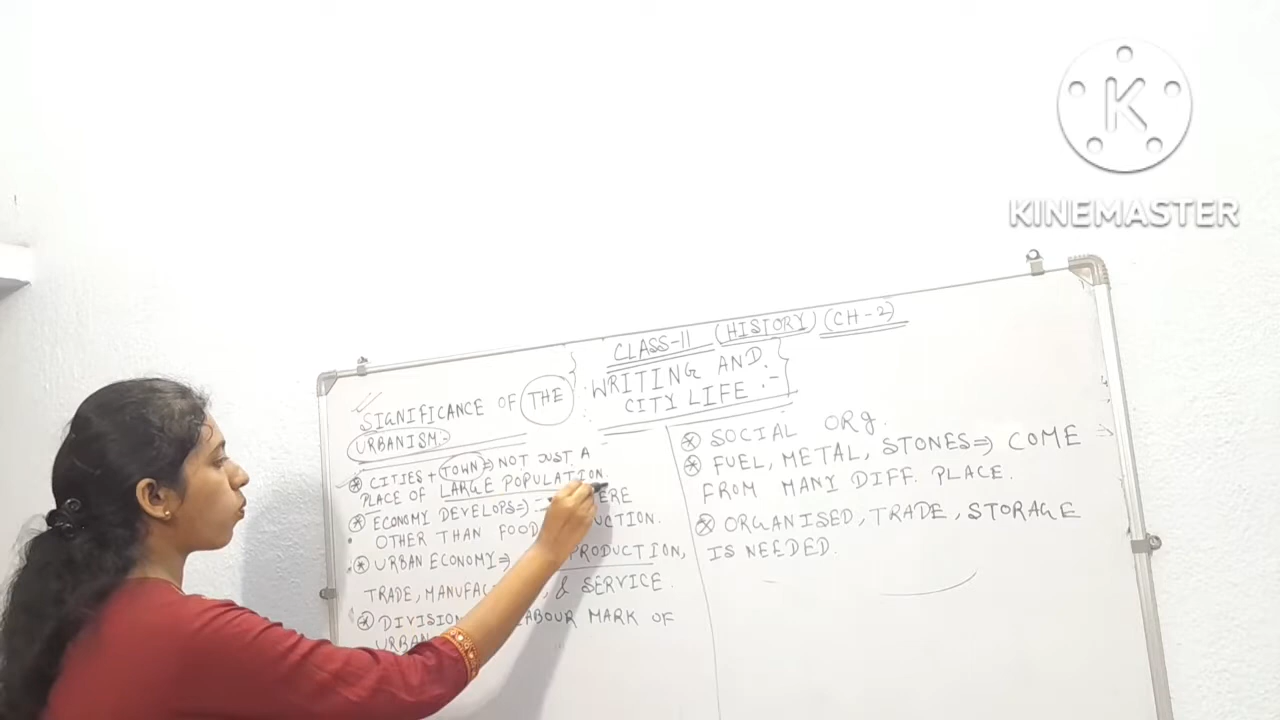 K
KINEMASTER
CLASS-11 (HISTORY) (CH-2)
WRITING AND
CITY LIFE :-
SIGNIFICANCE OF THE
URBANISM:-
CITIES + TOWN ⇒ NOT JUST A
PLACE OF LARGE POPULATION.
ECONOMY DEVELOPS ⇒
OTHER THAN FOOD
URBAN ECONOMY ⇒ PRODUCTION,
TRADE, & SERVICE.
DIVISION LABOUR MARK OF
SOCIAL ORG.
FUEL, METAL, STONES ⇒ COME
FROM MANY DIFF. PLACE.
ORGANISED, TRADE, STORAGE
IS NEEDED.